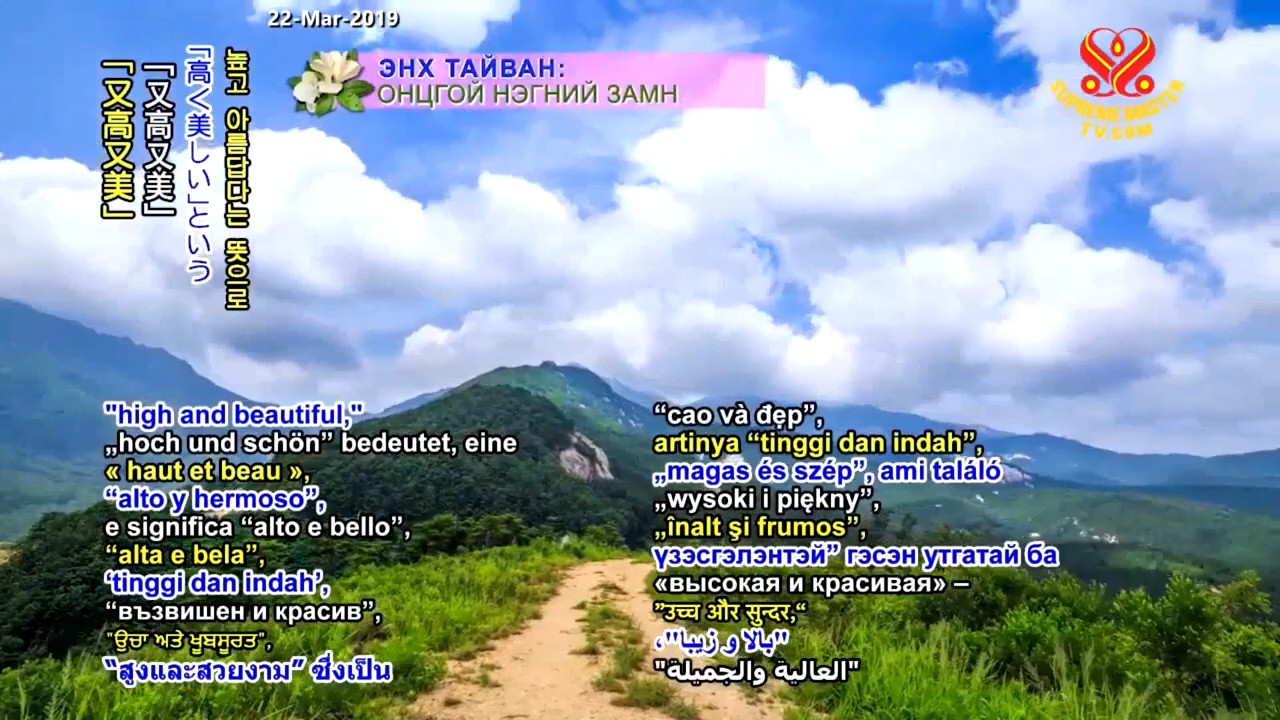 22-Mar-2019
ЭНХ ТАЙВАН:
ОНЦГОЙ НЭГНИЙ ЗАМН
SUPREME MASTER
TV.COM
높고 아름답다는 뜻으로
「高く美しい」という
「又高又美」
「又高又美」
"high and beautiful,"
„hoch und schön” bedeutet, eine
« haut et beau »,
“alto y hermoso”,
e significa “alto e bello”,
“alta e bela”,
‘tinggi dan indah’,
“възвишен и красив”,
"ਉਚਾ ਅਤੇ ਖੂਬਸੂਰਤ",
“สูงและสวยงาม” ซึ่งเป็น
“cao và đẹp”,
artinya “tinggi dan indah”,
„magas és szép”, ami találó
„wysoki i piękny”,
„înalt şi frumos”,
үзэсгэлэнтэй” гэсэн утгатай ба
«высокая и красивая» –
”उच्च और सुन्दर,“
"بالا و زیبا"،
"العالية والجميلة"